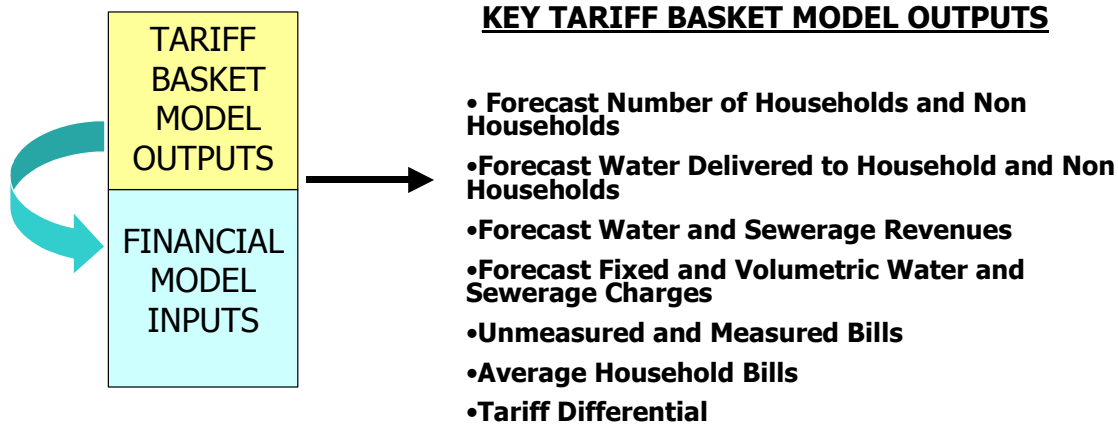 TARIFF
BASKET
MODEL
OUTPUTS
FINANCIAL
MODEL
INPUTS
KEY TARIFF BASKET MODEL OUTPUTS
• Forecast Number of Households and Non
Households
•Forecast Water Delivered to Household and Non
Households
•Forecast Water and Sewerage Revenues
•Forecast Fixed and Volumetric Water and
Sewerage Charges
•Unmeasured and Measured Bills
•Average Household Bills
•Tariff Differential